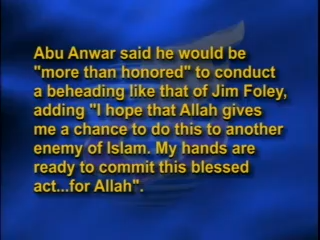 Abu Anwar said he would be
"more than honored" to conduct
a beheading like that of Jim Foley,
adding "I hope that Allah gives
me a chance to do this to another
enemy of Islam. My hands are
ready to commit this blessed
act...for Allah".